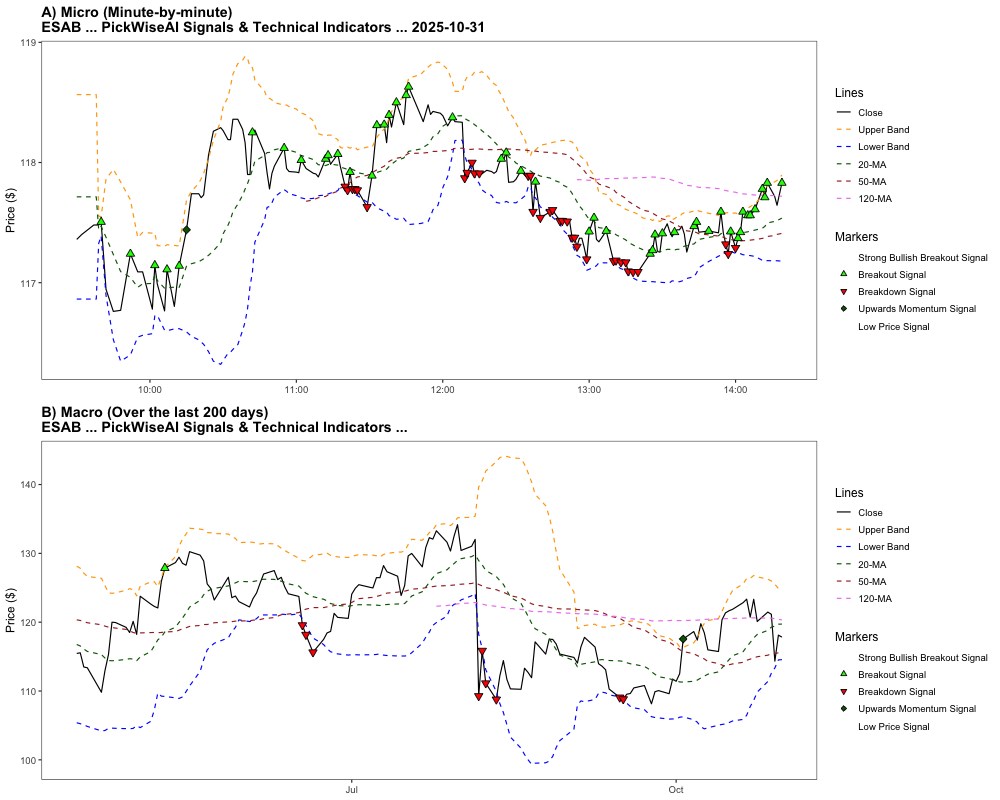 A) Micro (Minute-by-minute)
ESAB ... PickWiseAI Signals & Technical Indicators ... 2025-10-31
119
118
117
Price ($)
10:00
11:00
12:00
13:00
14:00
Lines
Close
Upper Band
Lower Band
20-MA
50-MA
120-MA
Markers
Strong Bullish Breakout Signal
Breakout Signal
Breakdown Signal
Upwards Momentum Signal
Low Price Signal
B) Macro (Over the last 200 days)
ESAB ... PickWiseAI Signals & Technical Indicators ...
140
130
120
110
100
Price ($)
Jul
Oct
Lines
Close
Upper Band
Lower Band
20-MA
50-MA
120-MA
Markers
Strong Bullish Breakout Signal
Breakout Signal
Breakdown Signal
Upwards Momentum Signal
Low Price Signal